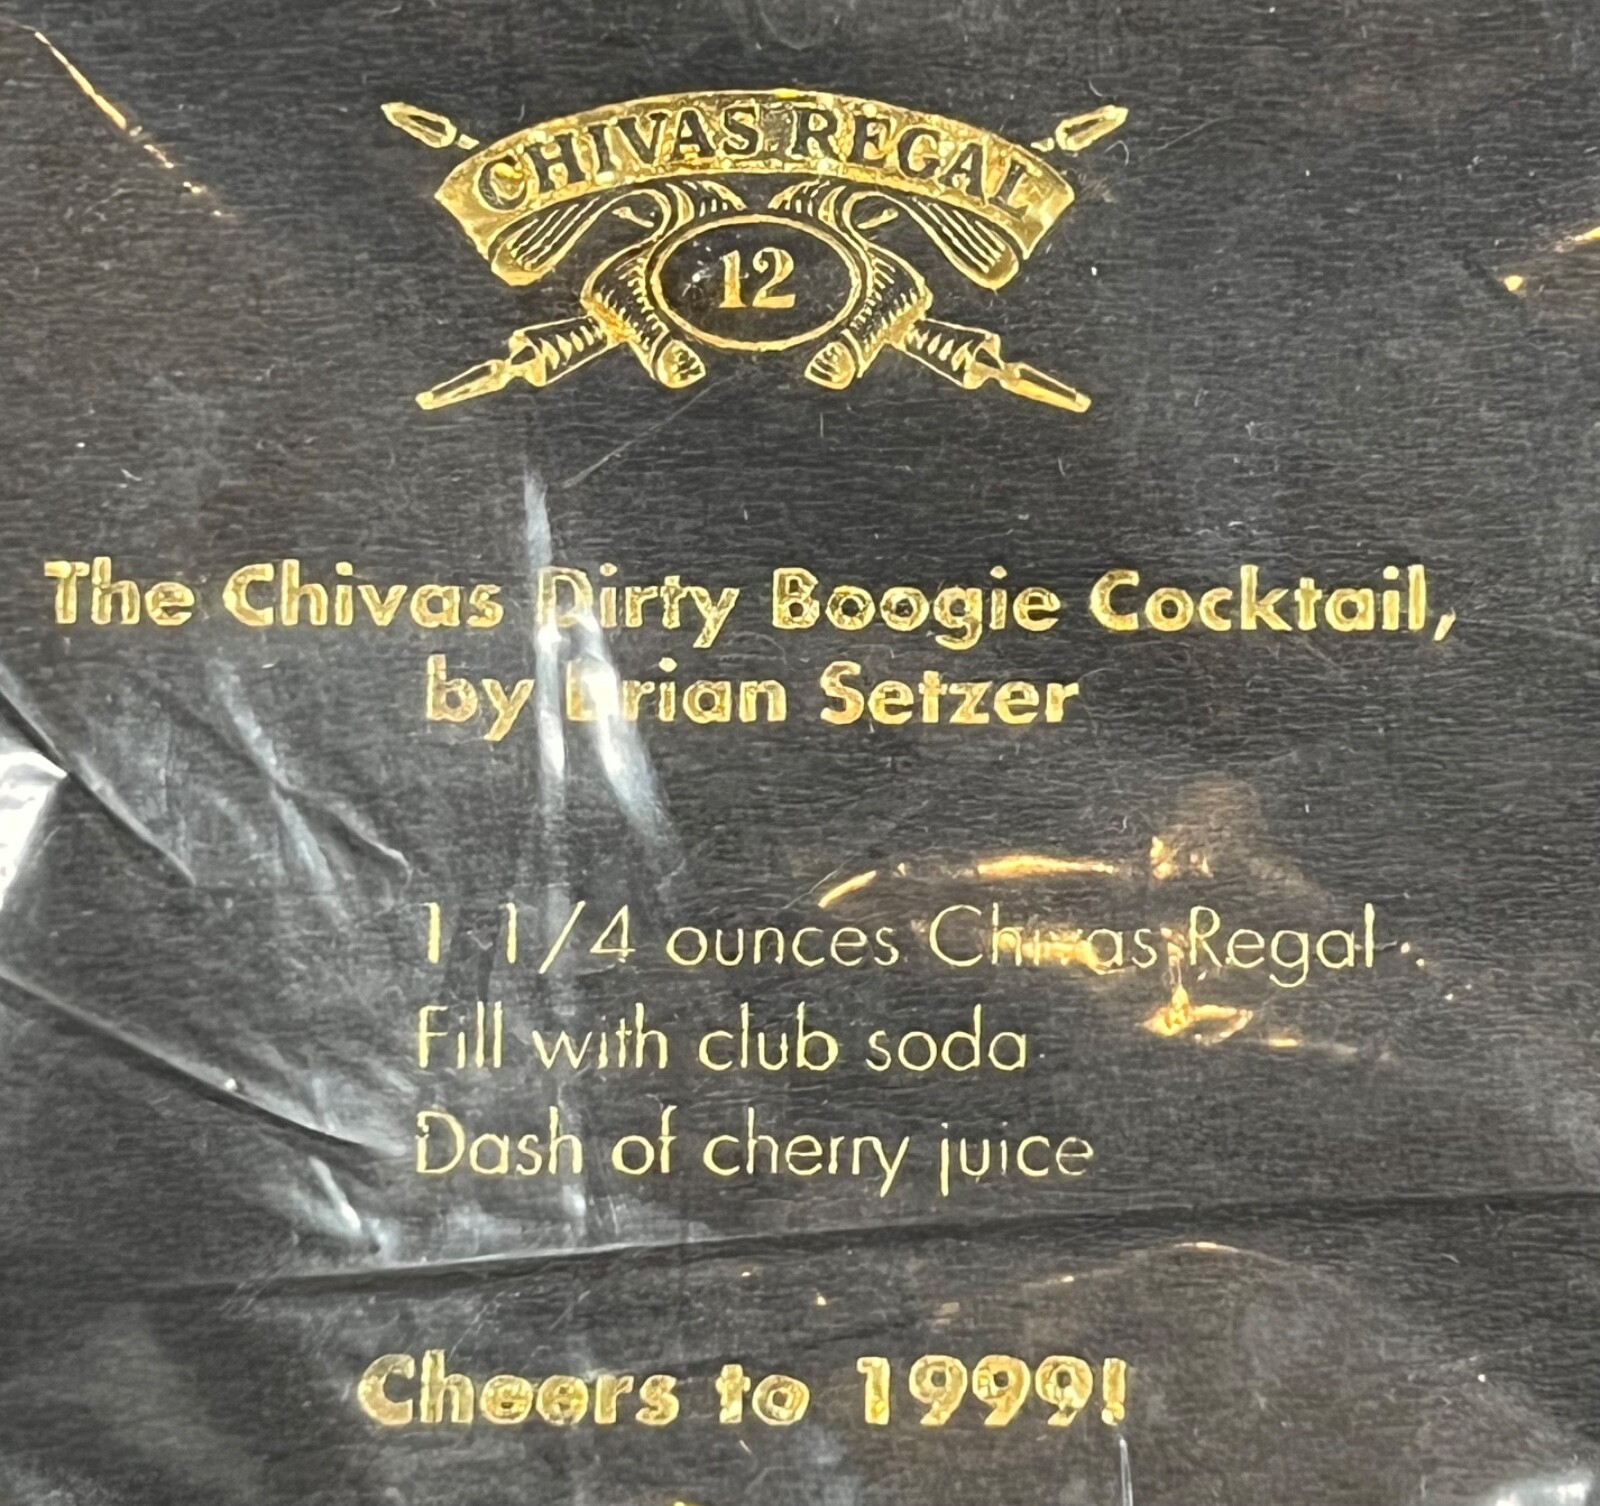 CHIVAS REGAL
12
The Chivas Dirty Boogie Cocktail,
by Brian Setzer
1 1/4 ounces Chivas Regal
Fill with club soda
Dash of cherry juice
Cheers to 1999!